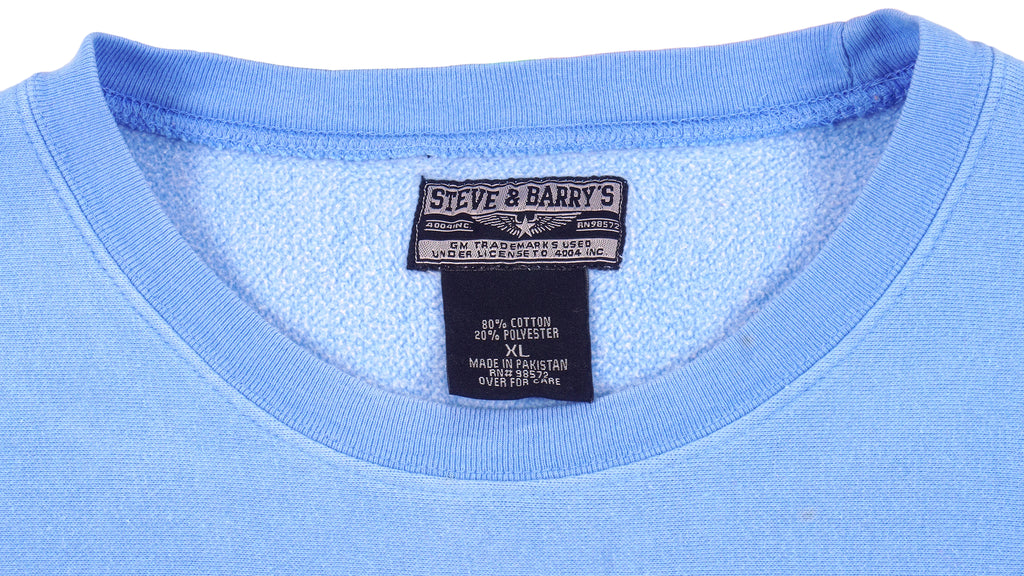 STEVE & BARRY'S
4004INC. RN98572
GM TRADEMARKS USED
UNDER LICENSE TO 4004 INC.
80% COTTON
20% POLYESTER
XL
MADE IN PAKISTAN
RN# 98572
OVER FOR CARE